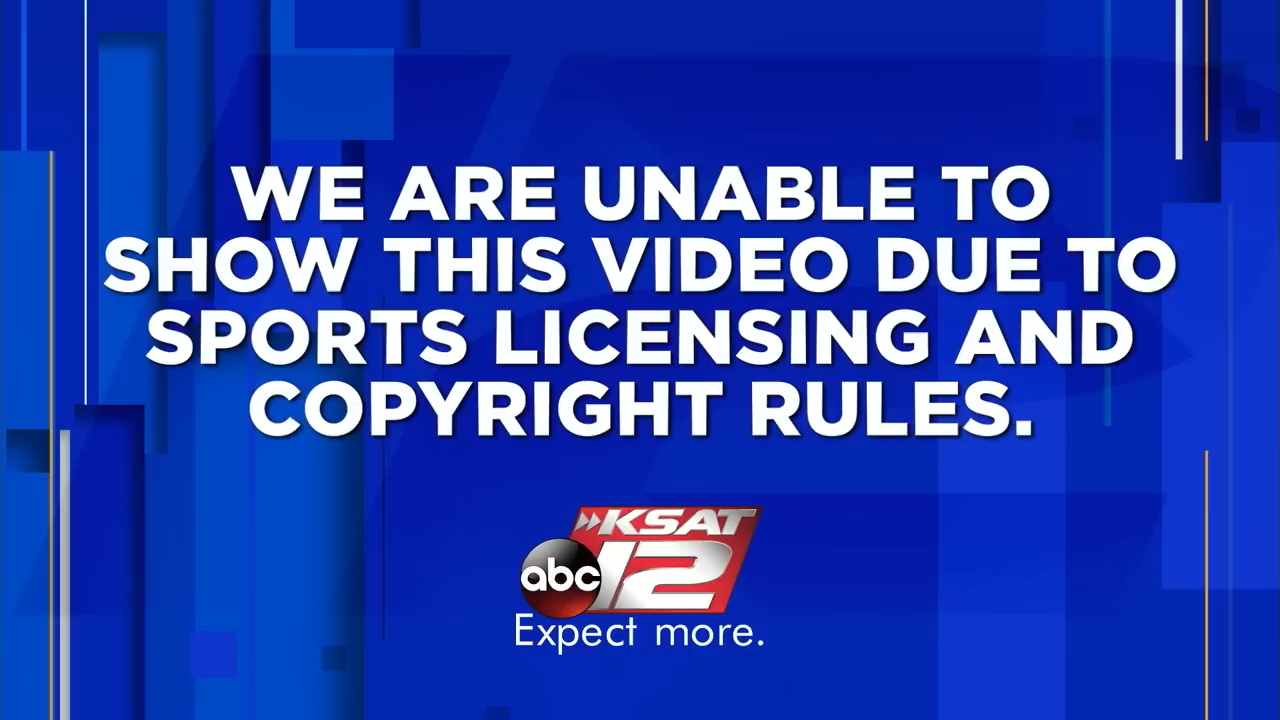 WE ARE UNABLE TO
SHOW THIS VIDEO DUE TO
SPORTS LICENSING AND
COPYRIGHT RULES.
KSAT
abc 12
Expect more.